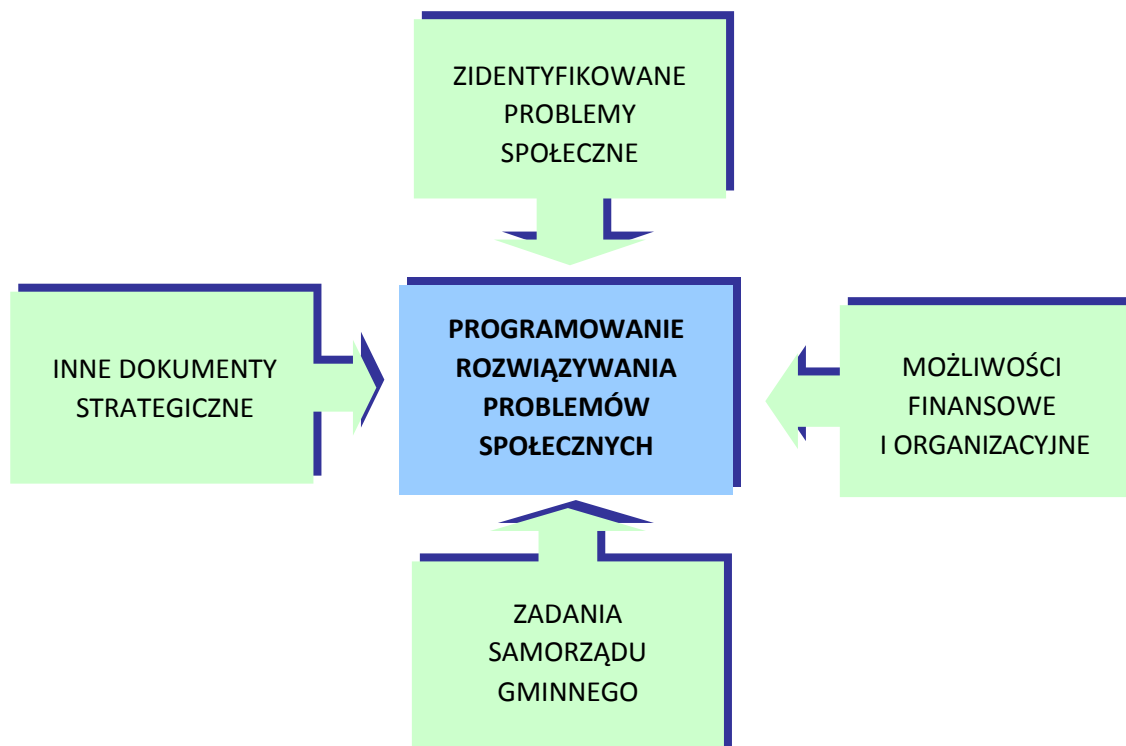 ZIDENTYFIKOWANE
PROBLEMY
SPOŁECZNE
INNE DOKUMENTY
STRATEGICZNE
PROGRAMOWANIE
ROZWIĄZYWANIA
PROBLEMÓW
SPOŁECZNYCH
MOŻLIWOŚCI
FINANSOWE
I ORGANIZACYJNE
ZADANIA
SAMORZĄDU
GMINNEGO